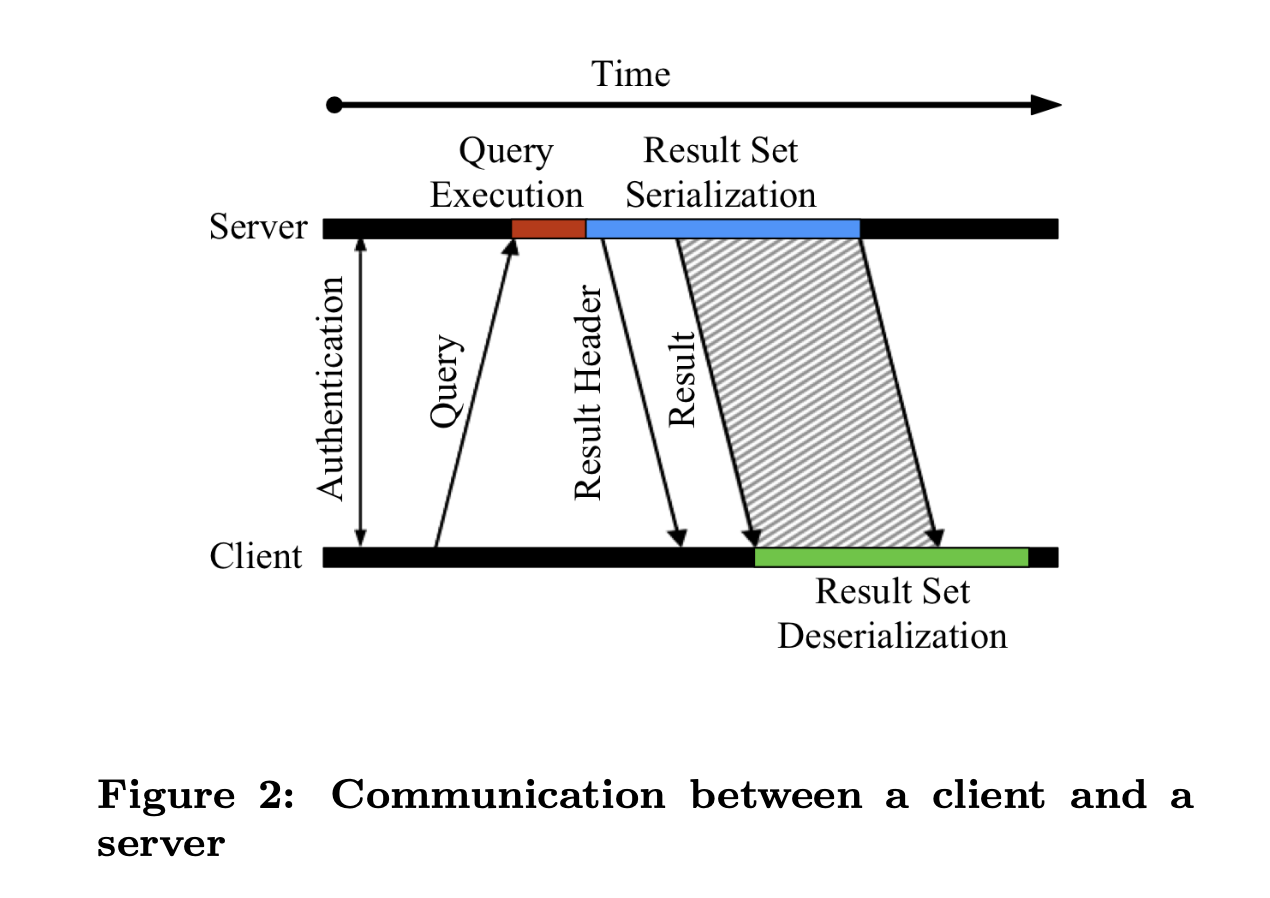 Time
Query
Execution
Result Set
Serialization
Server
Authentication
Query
Result Header
Result
Client
Result Set
Deserialization
Figure 2: Communication between a client and a
server